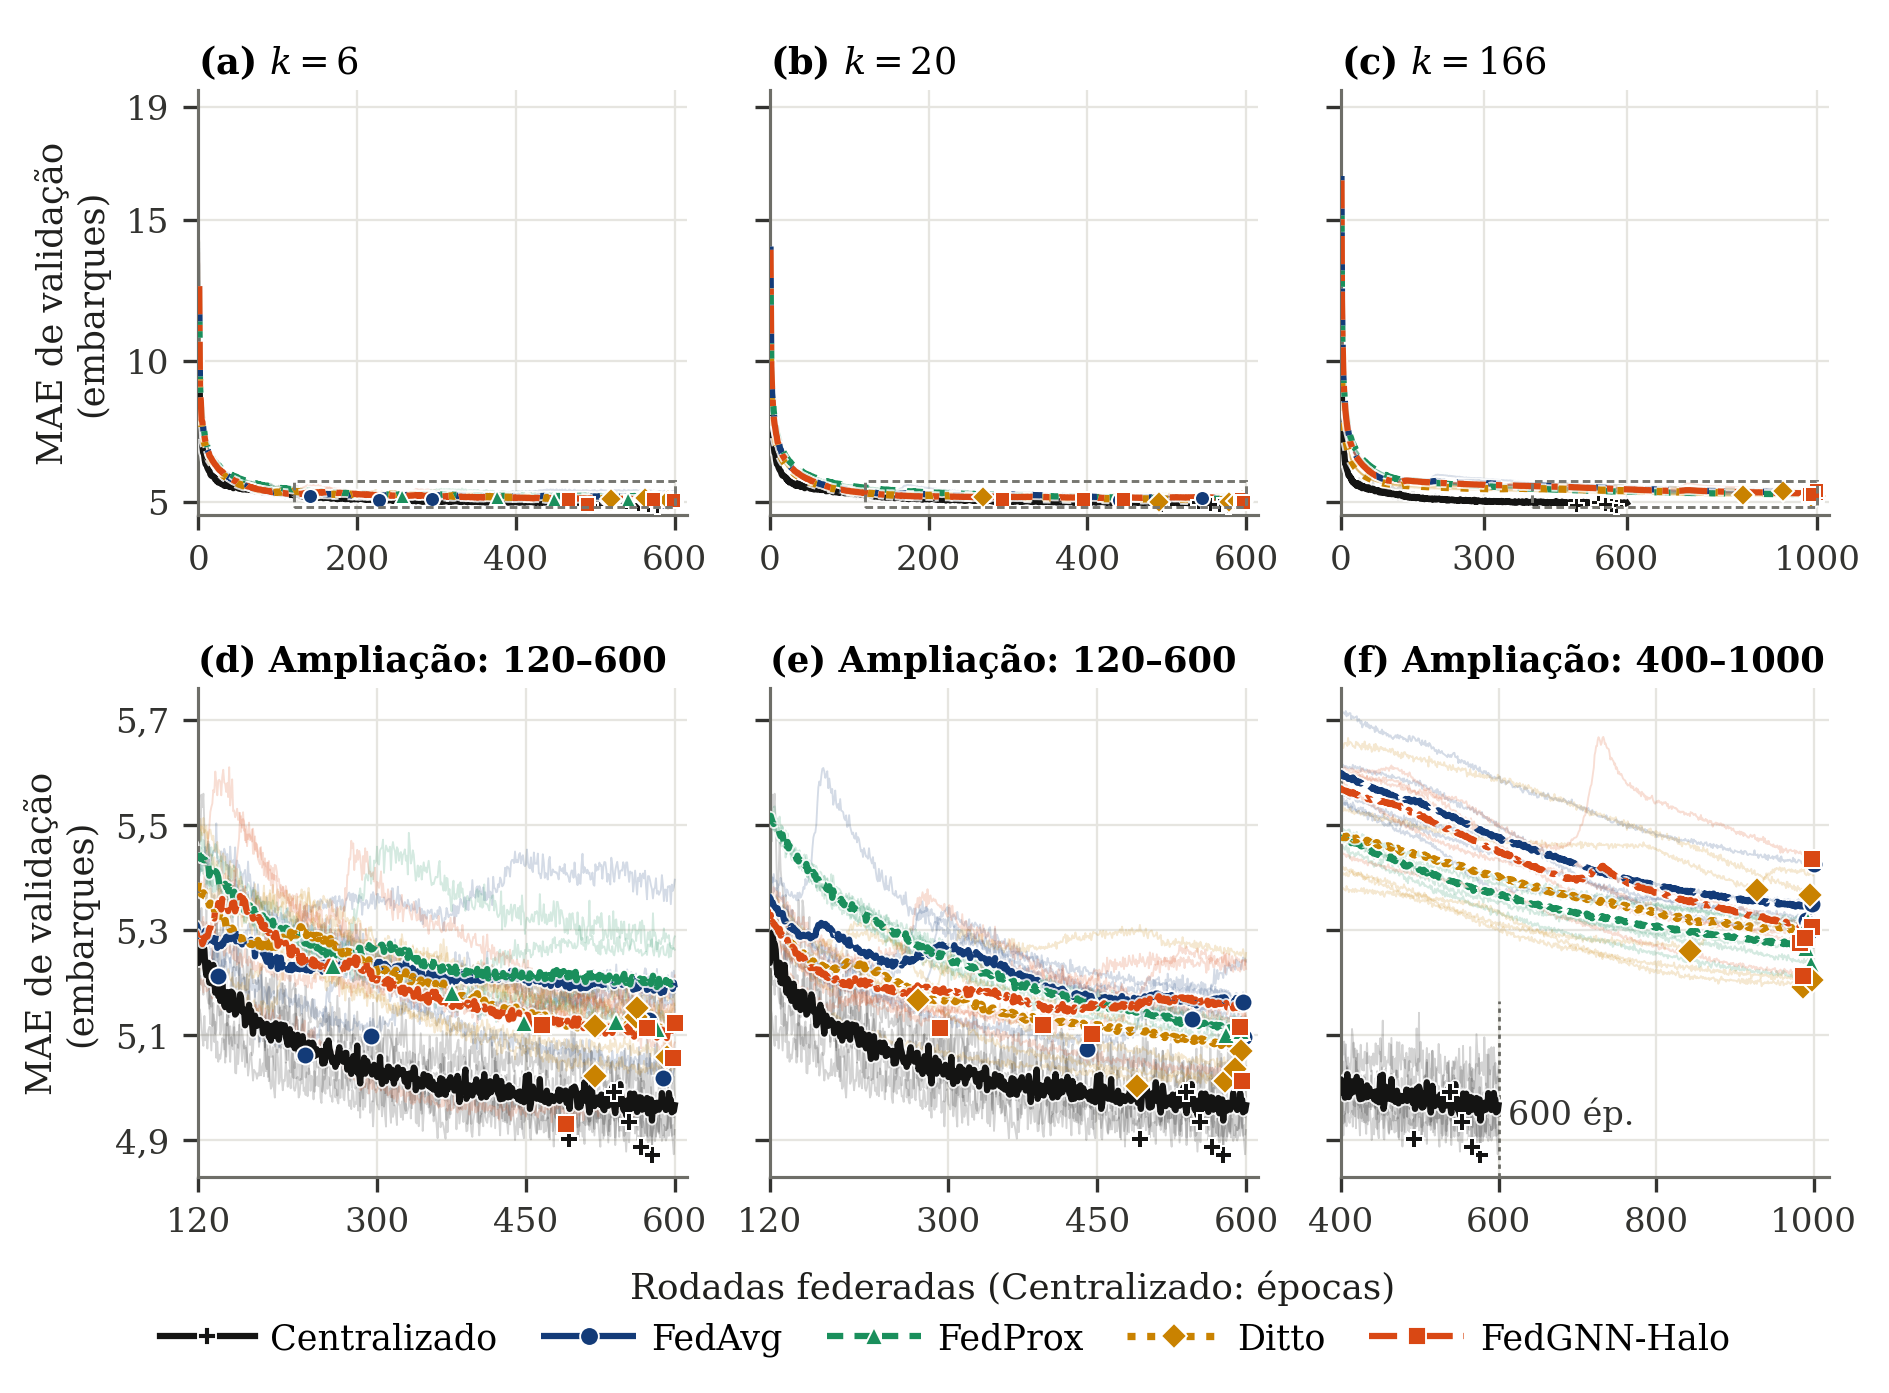 (a) k = 6
(b) k = 20
(c) k = 166
MAE de validação
(embarques)
19
15
10
5
0 200 400 600
0 200 400 600
0 300 600 1000
(d) Ampliação: 120–600
(e) Ampliação: 120–600
(f) Ampliação: 400–1000
MAE de validação
(embarques)
5,7
5,5
5,3
5,1
4,9
600 ép.
120 300 450 600
120 300 450 600
400 600 800 1000
Rodadas federadas (Centralizado: épocas)
Centralizado FedAvg FedProx Ditto FedGNN-Halo